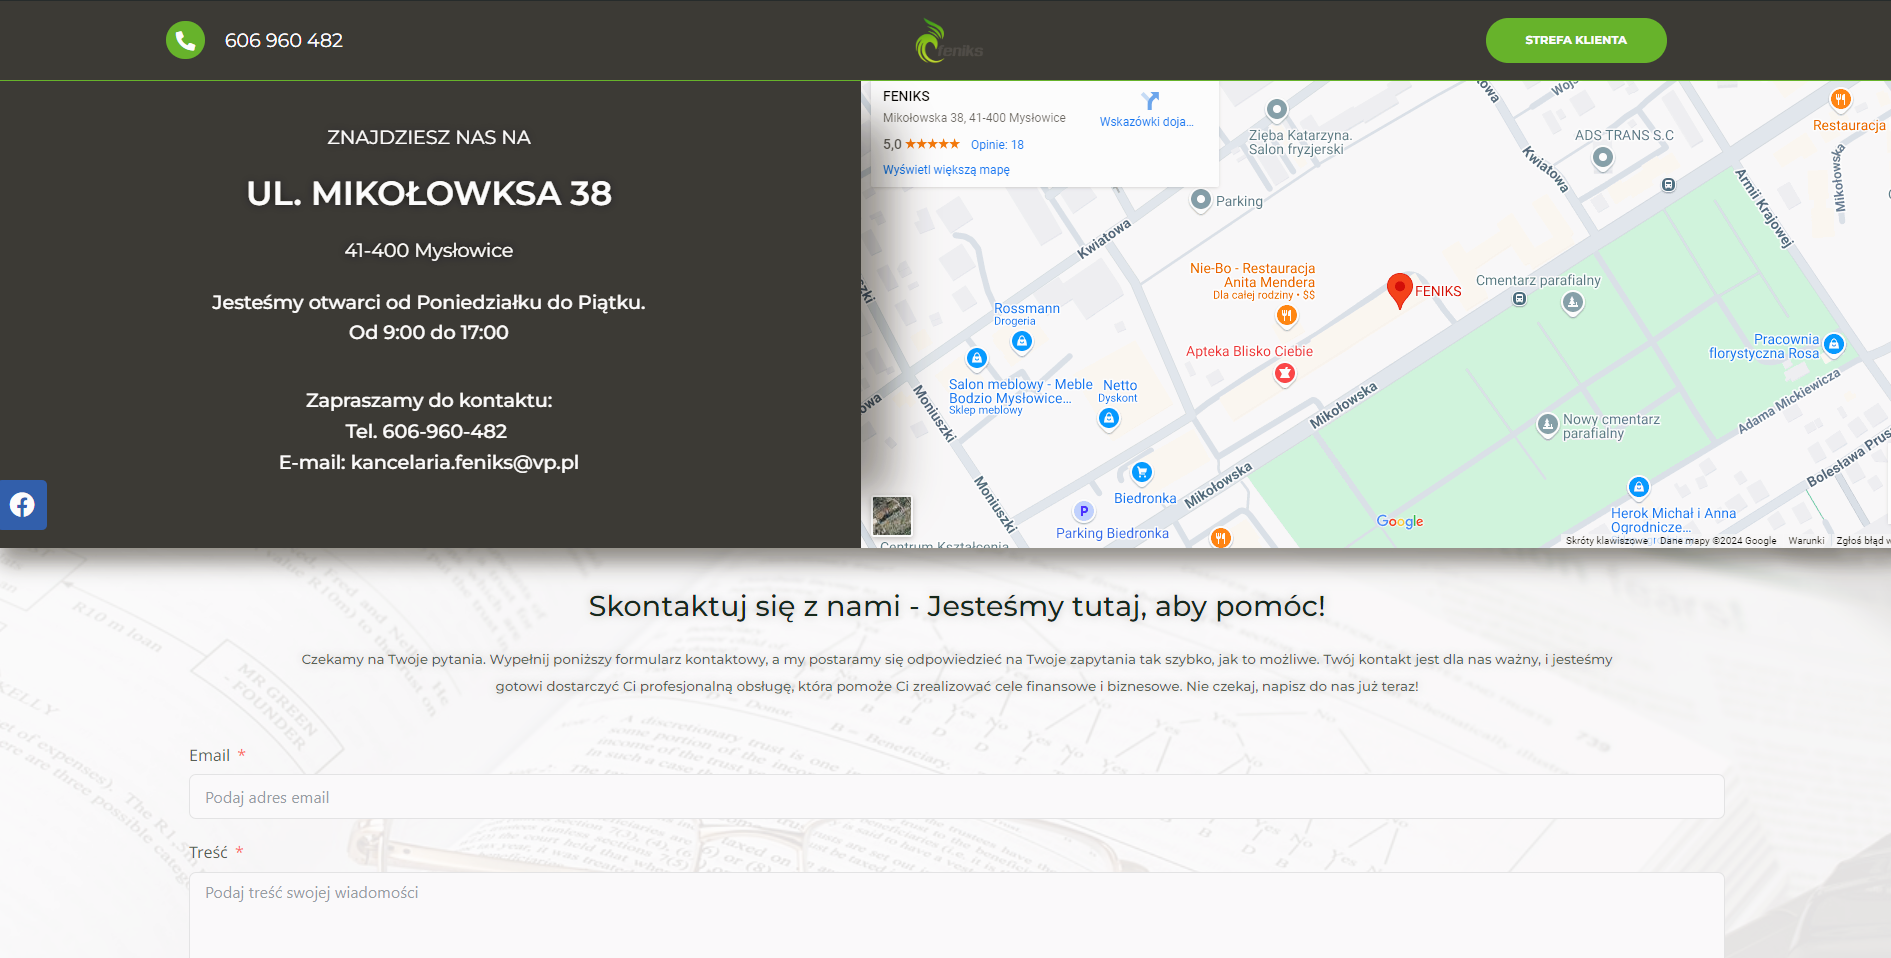 606 960 482
feniks
STREFA KLIENTA
ZNAJDZIESZ NAS NA
UL. MIKOŁOWKSA 38
41-400 Mysłowice
Jesteśmy otwarci od Poniedziałku do Piątku.
Od 9:00 do 17:00
Zapraszamy do kontaktu:
Tel. 606-960-482
E-mail: kancelaria.feniks@vp.pl
FENIKS
Mikołowska 38, 41-400 Mysłowice
Wskazówki doja...
5,0 Opinie: 18
Wyświetl większą mapę
Zięba Katarzyna.
Salon fryzjerski
ADS TRANS S.C
Restauracja
Kwiatowa
Armii Krajowej
Mikołowska
Parking
Kwiatowa
Nie-Bo - Restauracja
Anita Mendera
Dla całej rodziny • $$
FENIKS
Cmentarz parafialny
Rossmann
Drogeria
Apteka Blisko Ciebie
Pracownia
florystyczna Rosa
Salon meblowy - Meble
Bodzio Mysłowice...
Sklep meblowy
Netto
Dyskont
Moniuszki
Mikołowska
Adama Mickiewicza
Nowy cmentarz
parafialny
Mikołowska
Moniuszki
Biedronka
P
Parking Biedronka
Herok Michał i Anna
Ogrodnicze...
Google
Centrum Kształcenia
Skróty klawiszowe Dane mapy ©2024 Google Warunki Zgłoś błąd w
Skontaktuj się z nami - Jesteśmy tutaj, aby pomóc!
Czekamy na Twoje pytania. Wypełnij poniższy formularz kontaktowy, a my postaramy się odpowiedzieć na Twoje zapytania tak szybko, jak to możliwe. Twój kontakt jest dla nas ważny, i jesteśmy
gotowi dostarczyć Ci profesjonalną obsługę, która pomoże Ci zrealizować cele finansowe i biznesowe. Nie czekaj, napisz do nas już teraz!
R10 m loan
MR GREEN
- FOUNDER
Email *
Podaj adres email
Treść *
Podaj treść swojej wiadomości